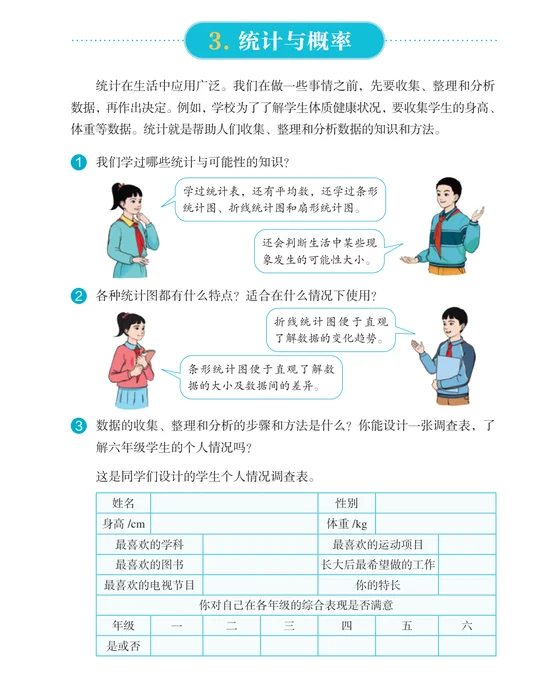 3. 统计与概率
统计在生活中应用广泛。我们在做一些事情之前，先要收集、整理和分析
数据，再作出决定。例如，学校为了了解学生体质健康状况，要收集学生的身高、
体重等数据。统计就是帮助人们收集、整理和分析数据的知识和方法。
1 我们学过哪些统计与可能性的知识？
学过统计表，还有平均数，还学过条形
统计图、折线统计图和扇形统计图。
还会判断生活中某些现
象发生的可能性大小。
2 各种统计图都有什么特点？适合在什么情况下使用？
折线统计图便于直观
了解数据的变化趋势。
条形统计图便于直观了解数
据的大小及数据间的差异。
3 数据的收集、整理和分析的步骤和方法是什么？你能设计一张调查表，了
解六年级学生的个人情况吗？
这是同学们设计的学生个人情况调查表。
姓名 性别
身高 /cm 体重 /kg
最喜欢的学科 最喜欢的运动项目
最喜欢的图书 长大后最希望做的工作
最喜欢的电视节目 你的特长
你对自己在各年级的综合表现是否满意
年级 一 二 三 四 五 六
是或否